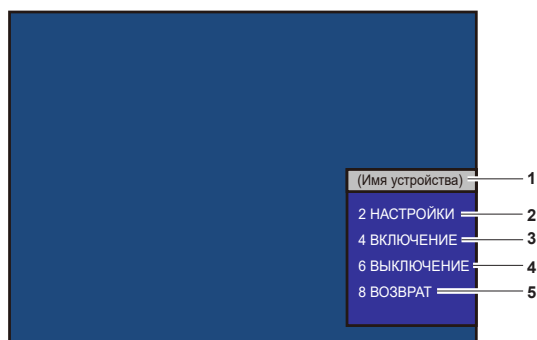 (Имя устройства) 1
2 НАСТРОЙКИ 2
4 ВКЛЮЧЕНИЕ 3
6 ВЫКЛЮЧЕНИЕ 4
8 ВОЗВРАТ 5